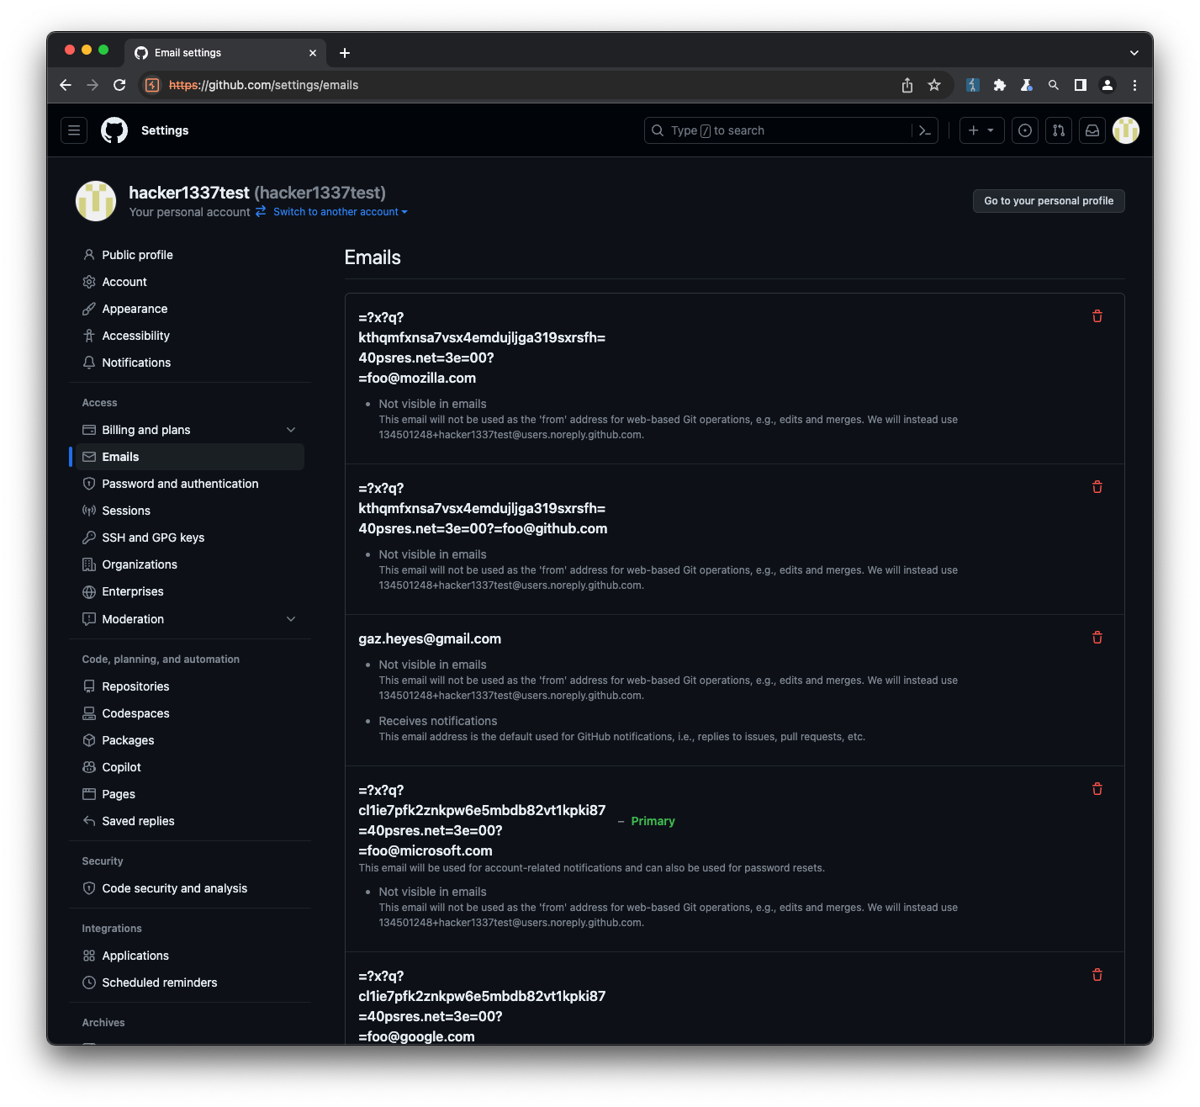 Email settings
https://github.com/settings/emails
Settings
Type / to search
hacker1337test (hacker1337test)
Your personal account
Switch to another account
Go to your personal profile
Public profile
Account
Appearance
Accessibility
Notifications
Access
Billing and plans
Emails
Password and authentication
Sessions
SSH and GPG keys
Organizations
Enterprises
Moderation
Code, planning, and automation
Repositories
Codespaces
Packages
Copilot
Pages
Saved replies
Security
Code security and analysis
Integrations
Applications
Scheduled reminders
Archives
Emails
=?x?q?
kthqmfxnsa7vsx4emdujljga319sxrsfh=
40psres.net=3e=00?
=foo@mozilla.com
Not visible in emails
This email will not be used as the 'from' address for web-based Git operations, e.g., edits and merges. We will instead use
134501248+hacker1337test@users.noreply.github.com.
=?x?q?
kthqmfxnsa7vsx4emdujljga319sxrsfh=
40psres.net=3e=00?=foo@github.com
Not visible in emails
This email will not be used as the 'from' address for web-based Git operations, e.g., edits and merges. We will instead use
134501248+hacker1337test@users.noreply.github.com.
gaz.heyes@gmail.com
Not visible in emails
This email will not be used as the 'from' address for web-based Git operations, e.g., edits and merges. We will instead use
134501248+hacker1337test@users.noreply.github.com.
Receives notifications
This email address is the default used for GitHub notifications, i.e., replies to issues, pull requests, etc.
=?x?q?
cl1ie7pfk2znkpw6e5mbdb82vt1kpki87
=40psres.net=3e=00?
=foo@microsoft.com
– Primary
This email will be used for account-related notifications and can also be used for password resets.
Not visible in emails
This email will not be used as the 'from' address for web-based Git operations, e.g., edits and merges. We will instead use
134501248+hacker1337test@users.noreply.github.com.
=?x?q?
cl1ie7pfk2znkpw6e5mbdb82vt1kpki87
=40psres.net=3e=00?
=foo@google.com